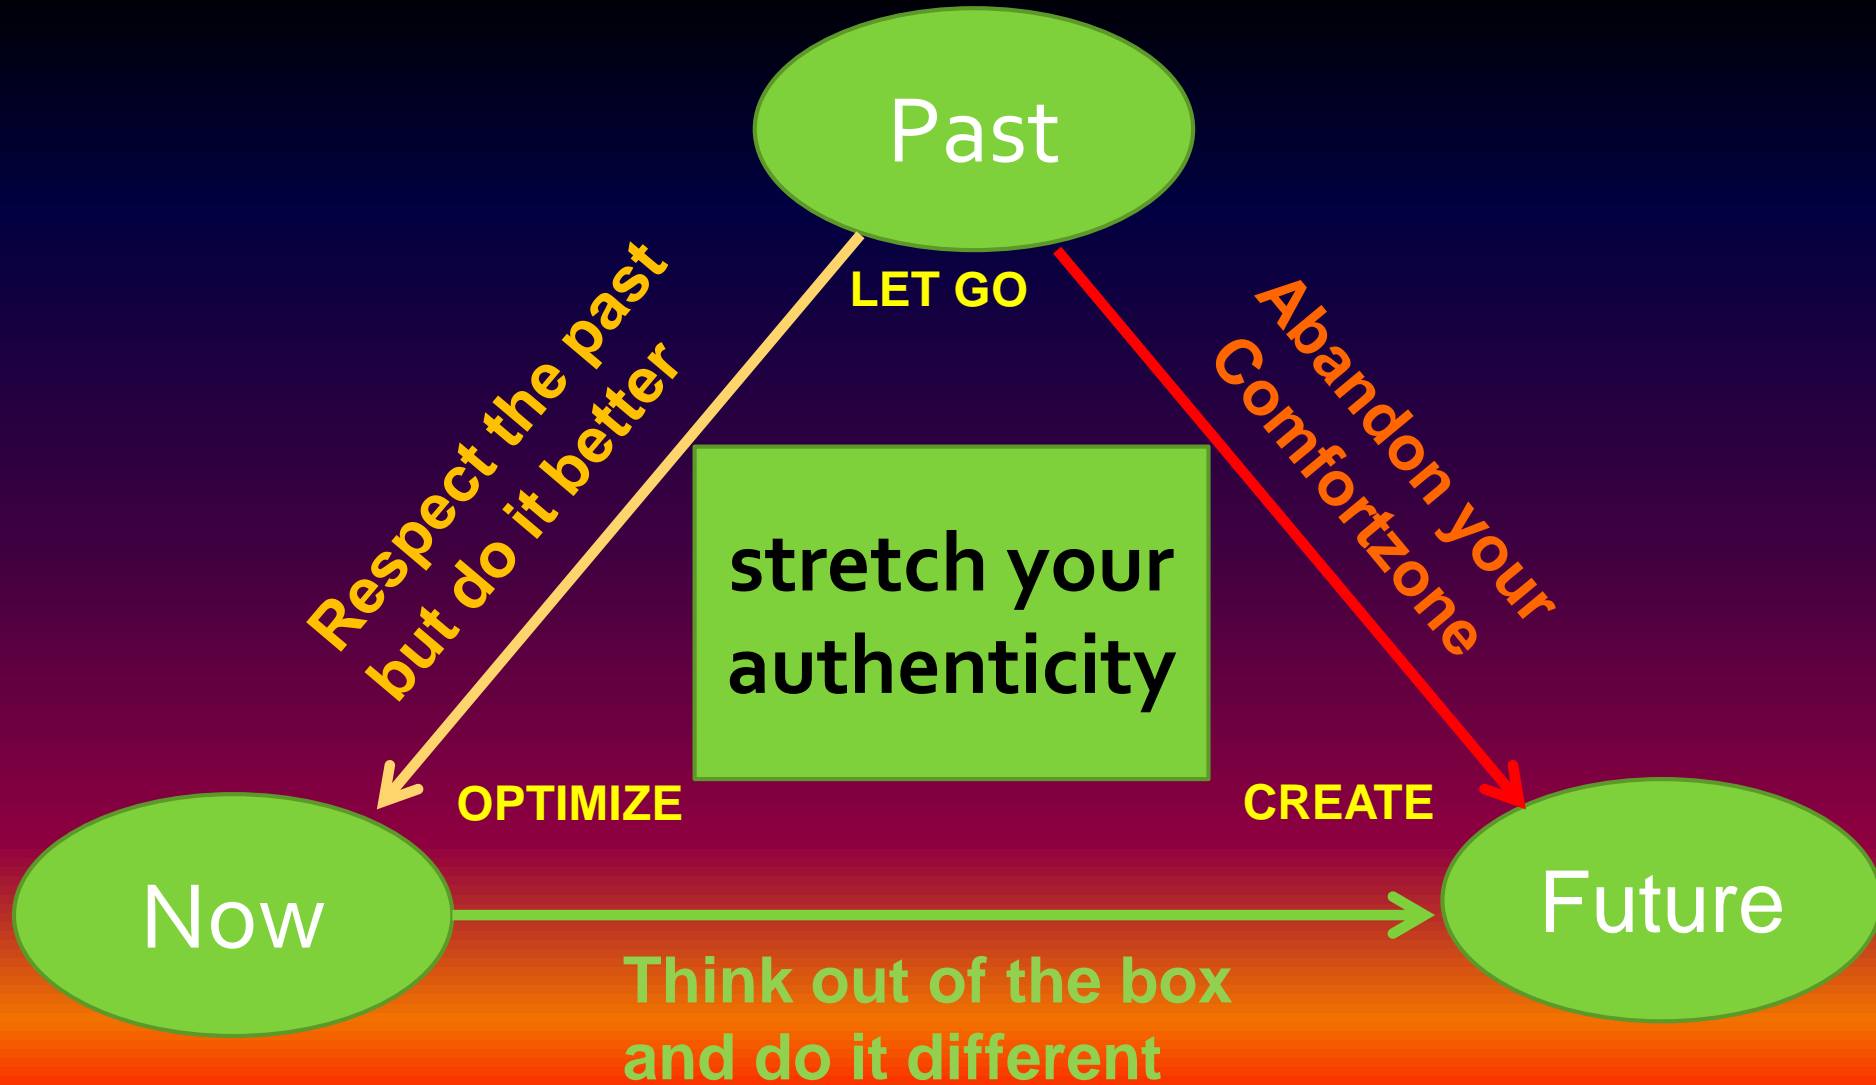 Past
LET GO
Respect the past
but do it better
Abandon your
Comfortzone
stretch your
authenticity
OPTIMIZE
CREATE
Now
Future
Think out of the box
and do it different